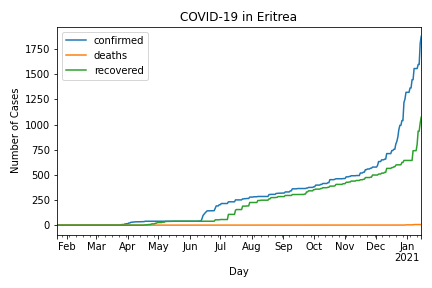 COVID-19 in Eritrea
confirmed
deaths
recovered
Number of Cases
1750
1500
1250
1000
750
500
250
0
Feb Mar Apr May Jun Jul Aug Sep Oct Nov Dec Jan
2021
Day